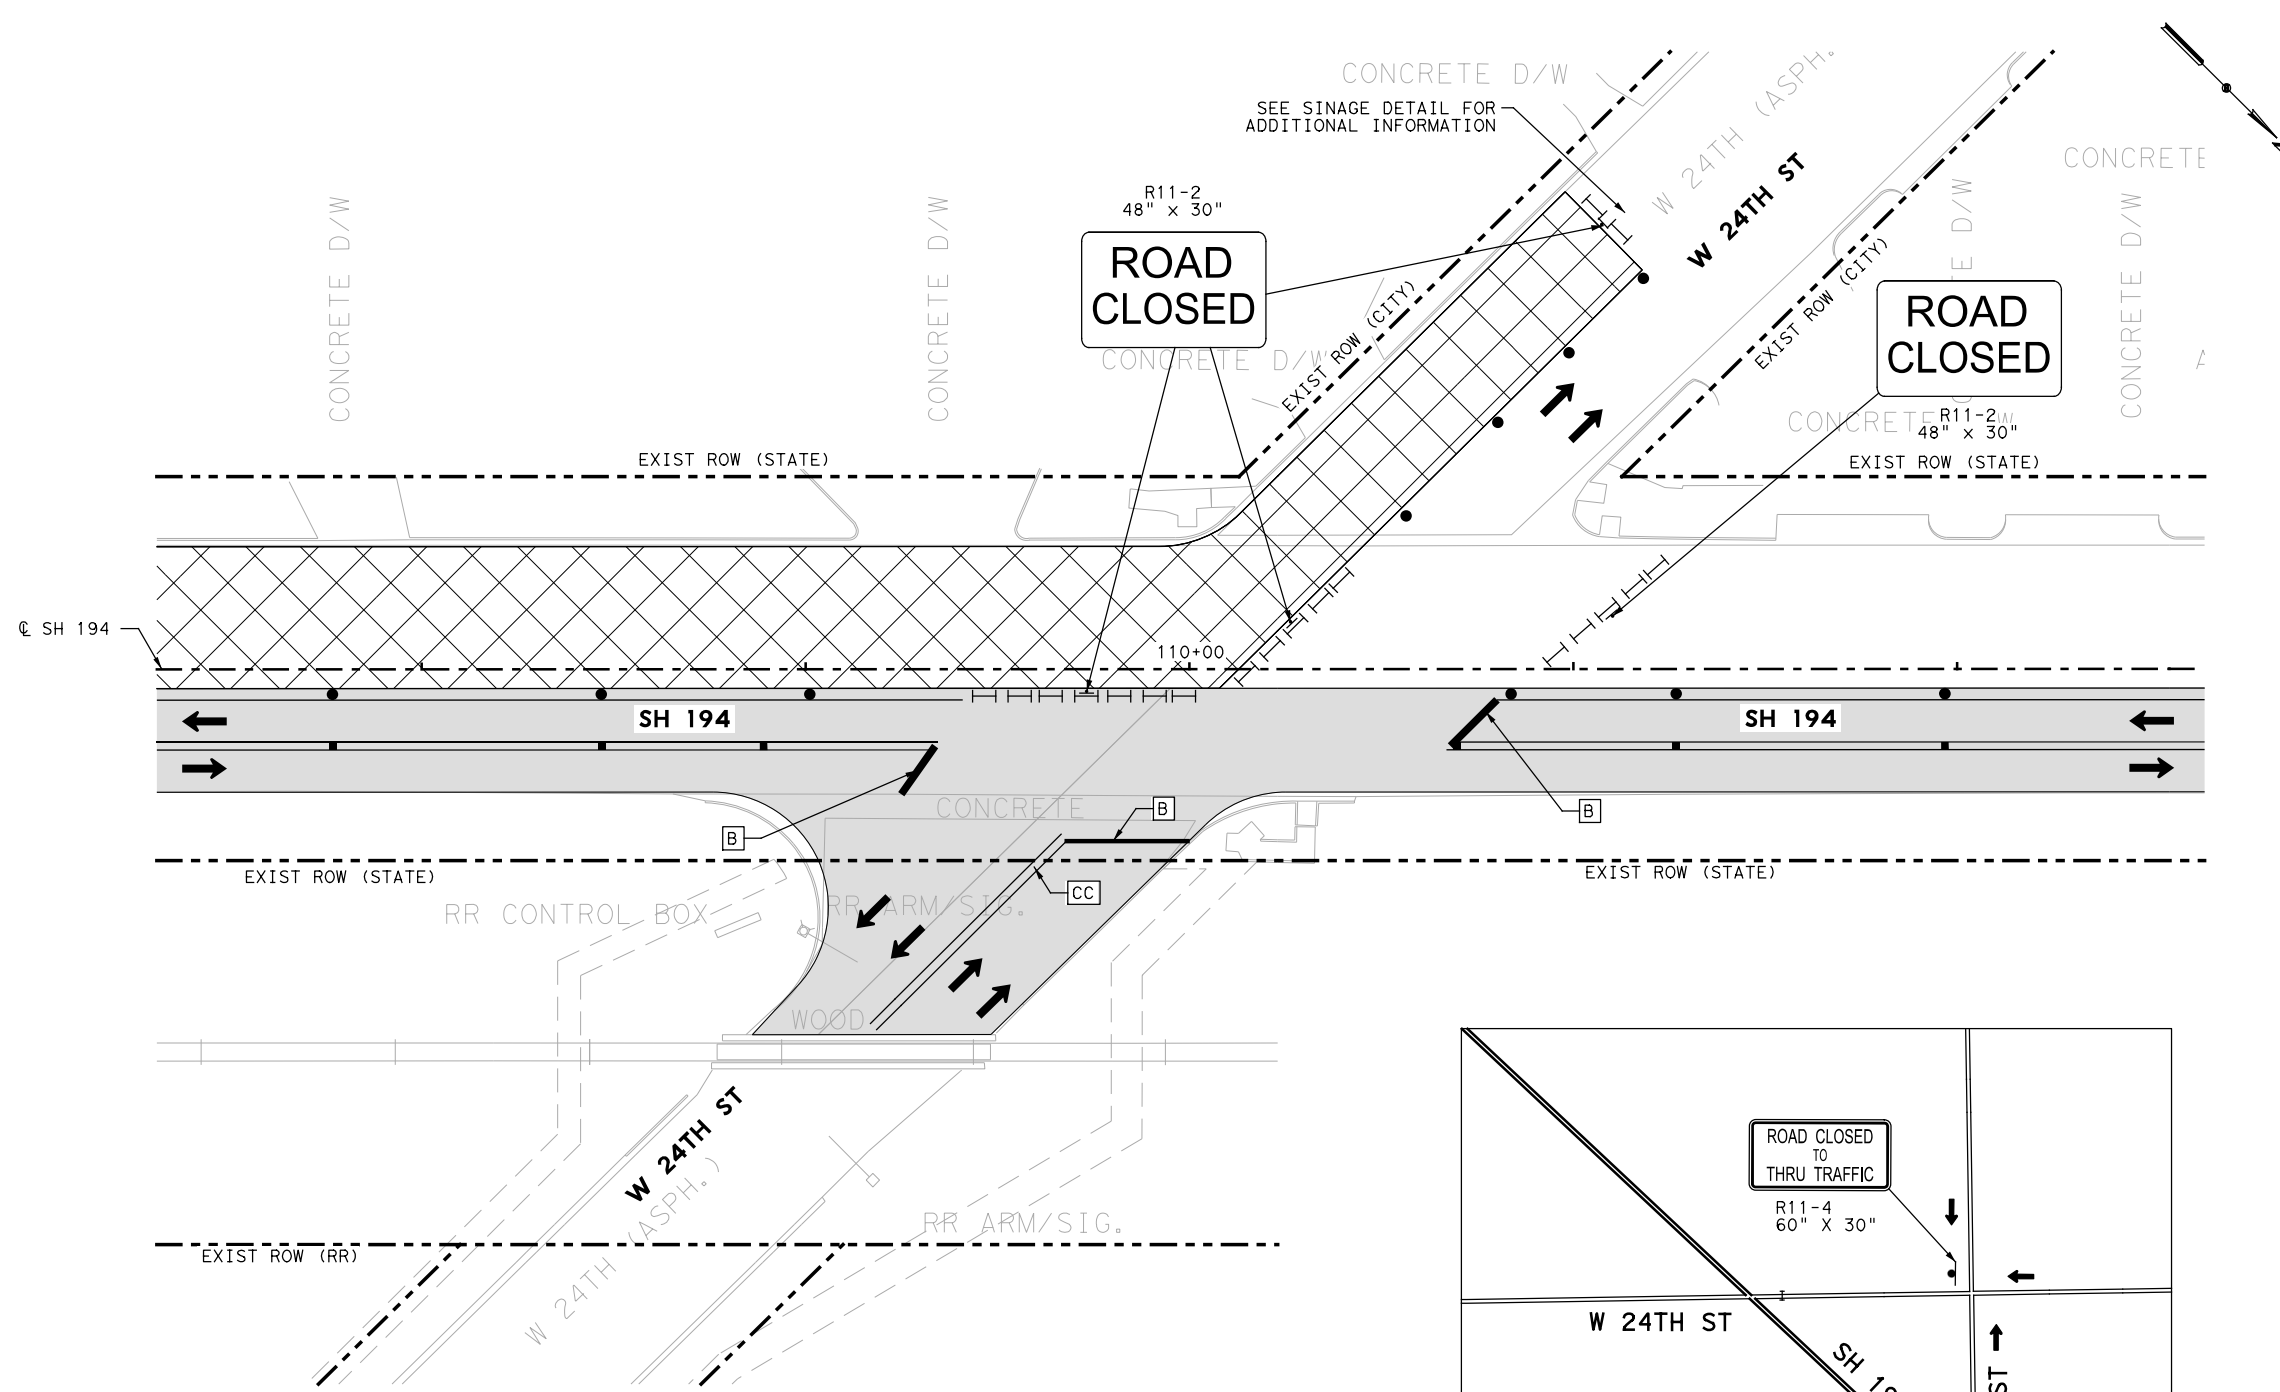 CONCRETE D/W
SEE SINAGE DETAIL FOR
ADDITIONAL INFORMATION
W 24TH (ASPH.
W 24TH ST
CONCRETE
CONCRETE D/W
CONCRETE D/W
R11-2
48" x 30"
ROAD
CLOSED
CONCRETE D/W
EXIST ROW (CITY)
EXIST ROW (CITY)
D/W
CONCRETE D/W
ROAD
CLOSED
R11-2
48" x 30"
CONCRETE
EXIST ROW (STATE)
EXIST ROW (STATE)
℄ SH 194
110+00
SH 194
SH 194
B
B
B
CONCRETE
CC
EXIST ROW (STATE)
EXIST ROW (STATE)
RR CONTROL BOX
RR ARM/SIG.
WOOD
W 24TH ST
W 24TH (ASPH.)
RR ARM/SIG.
EXIST ROW (RR)
ROAD CLOSED
TO
THRU TRAFFIC
R11-4
60" X 30"
W 24TH ST
SH 19
ST